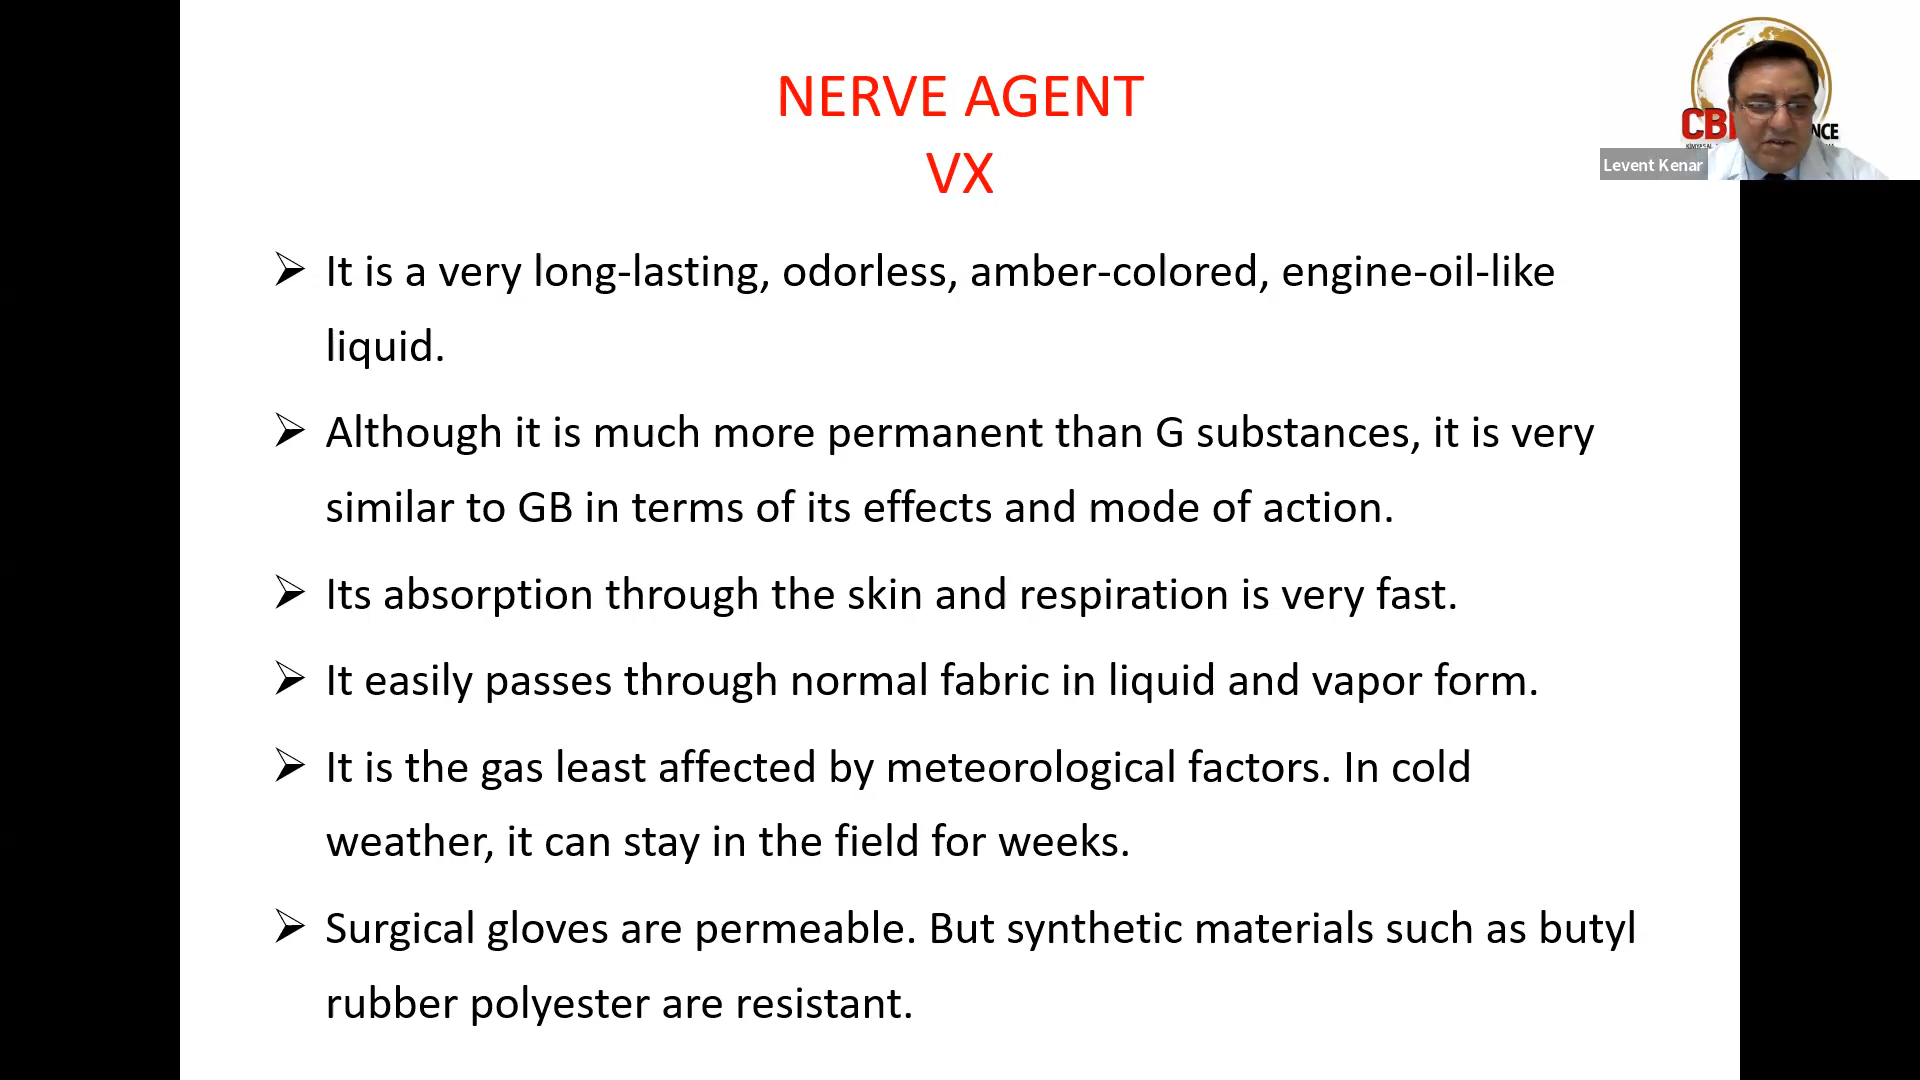 NERVE AGENT
VX
CB
NCE
Levent Kenar
➢ It is a very long-lasting, odorless, amber-colored, engine-oil-like
liquid.
➢ Although it is much more permanent than G substances, it is very
similar to GB in terms of its effects and mode of action.
➢ Its absorption through the skin and respiration is very fast.
➢ It easily passes through normal fabric in liquid and vapor form.
➢ It is the gas least affected by meteorological factors. In cold
weather, it can stay in the field for weeks.
➢ Surgical gloves are permeable. But synthetic materials such as butyl
rubber polyester are resistant.